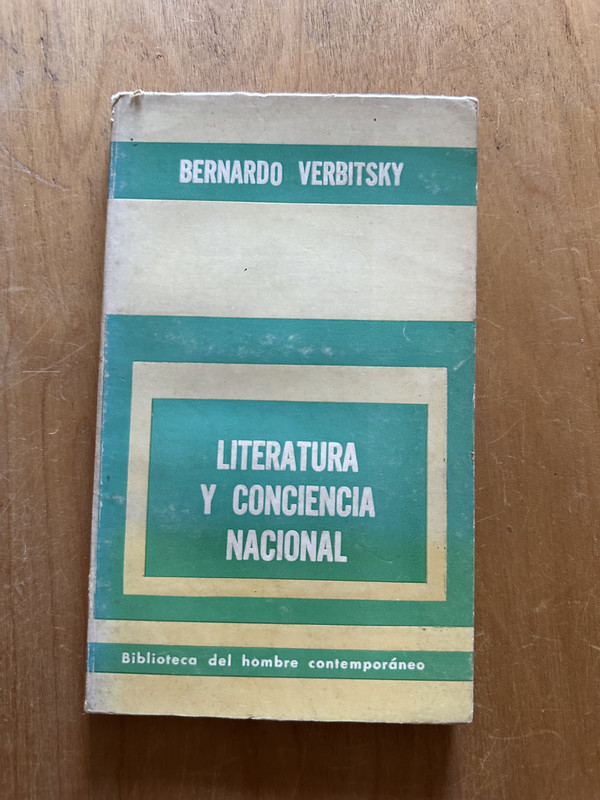 BERNARDO VERBITSKY
LITERATURA
Y CONCIENCIA
NACIONAL
Biblioteca del hombre contemporáneo